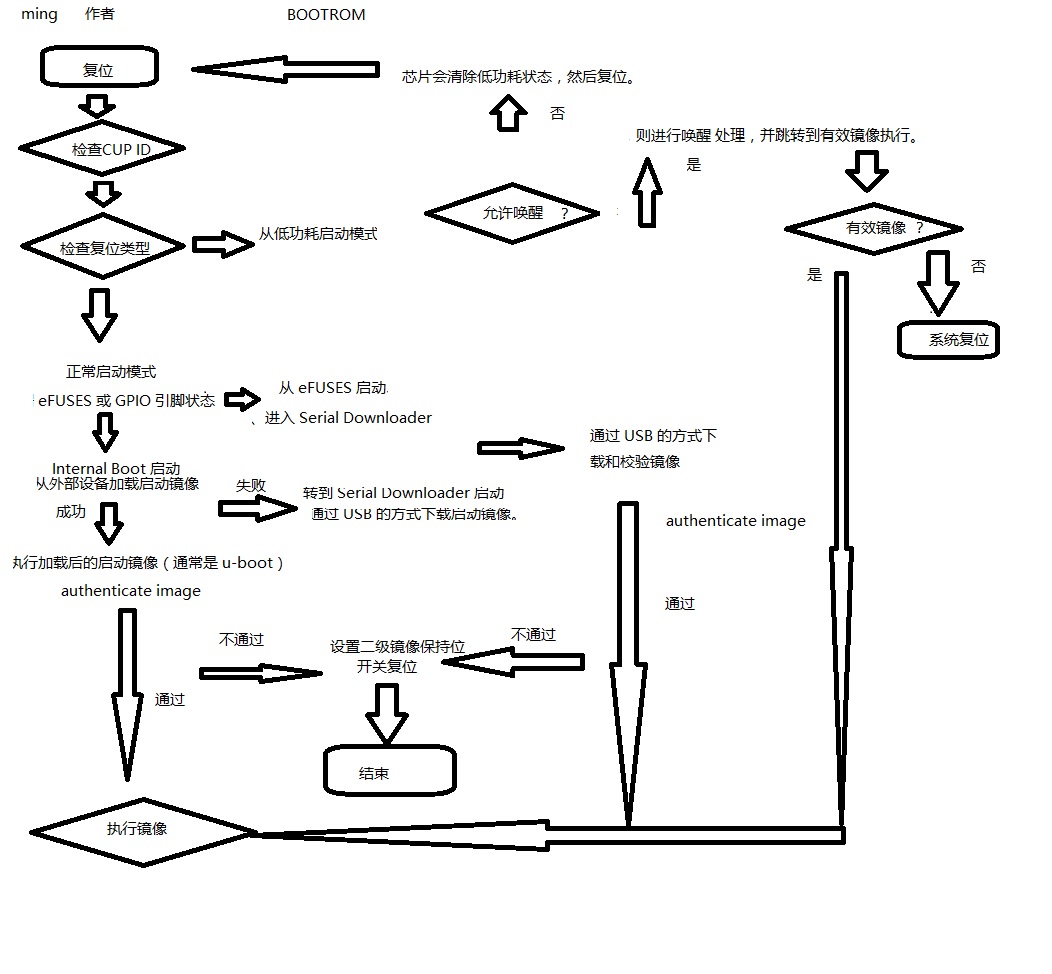 ming 作者 BOOTROM
复位
芯片会清除低功耗状态，然后复位。
否
则进行唤醒 处理，并跳转到有效镜像执行。
检查CUP ID
是
允许唤醒 ？
有效镜像 ？
检查复位类型
从低功耗启动模式
是
否
系统复位
正常启动模式
eFUSES 或 GPIO 引脚状态
从 eFUSES 启动
、进入 Serial Downloader
通过 USB 的方式下
载和校验镜像
Internal Boot 启动
从外部设备加载启动镜像
失败
转到 Serial Downloader 启动
通过 USB 的方式下载启动镜像。
成功
authenticate image
执行加载后的启动镜像（通常是 u-boot）
authenticate image
通过
不通过
设置二级镜像保持位
开关复位
不通过
通过
结束
执行镜像